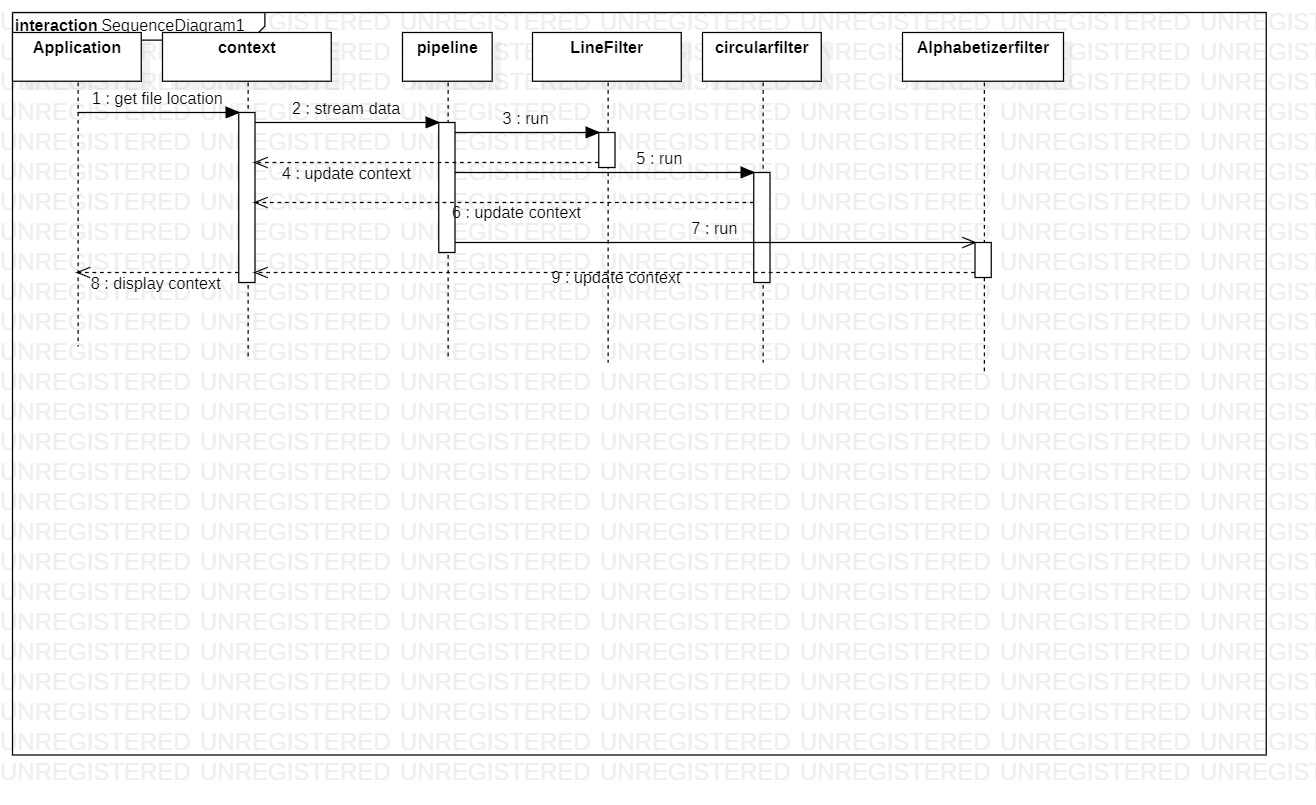 interaction SequenceDiagram1
Application
context
pipeline
LineFilter
circularfilter
Alphabetizerfilter
1 : get file location
2 : stream data
3 : run
4 : update context
5 : run
6 : update context
7 : run
8 : display context
9 : update context
UNREGISTERED